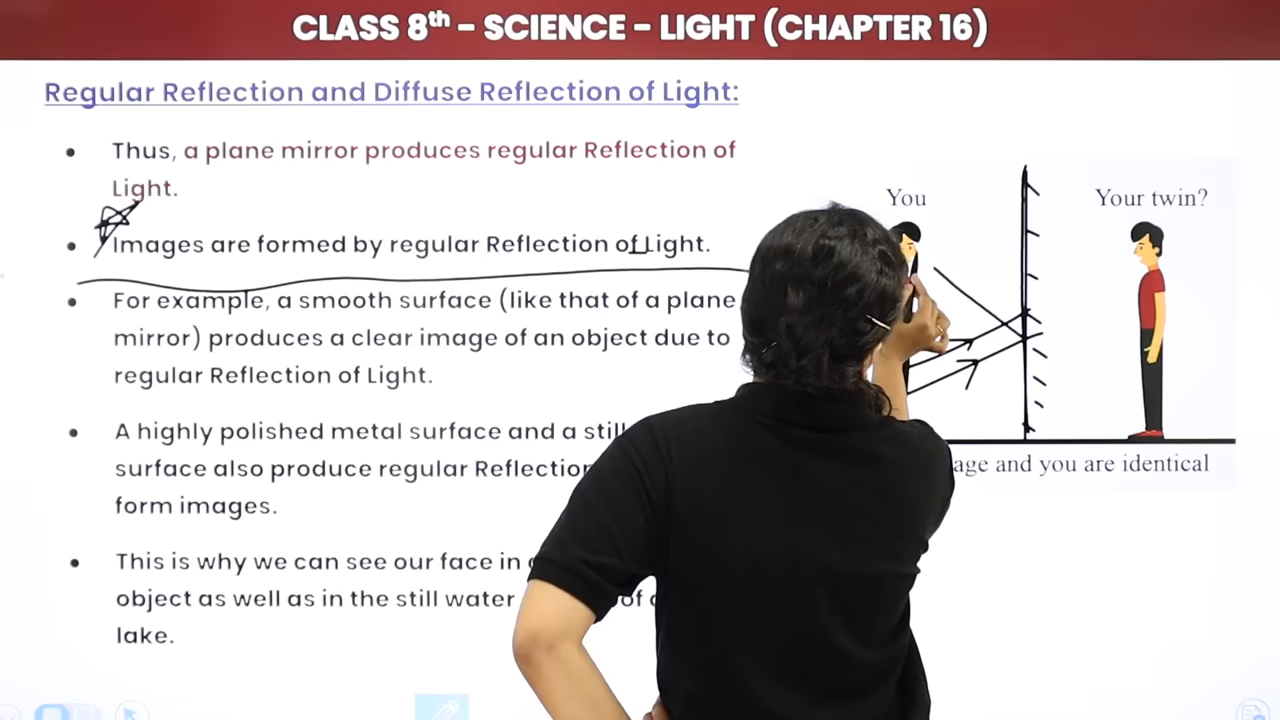 CLASS 8th - SCIENCE - LIGHT (CHAPTER 16)
Regular Reflection and Diffuse Reflection of Light:
• Thus, a plane mirror produces regular Reflection of
Light.
• Images are formed by regular Reflection of Light.
• For example, a smooth surface (like that of a plane
mirror) produces a clear image of an object due to
regular Reflection of Light.
• A highly polished metal surface and a still
surface also produce regular Reflection
form images.
• This is why we can see our face in
object as well as in the still water of
lake.
You
Your twin?
and you are identical